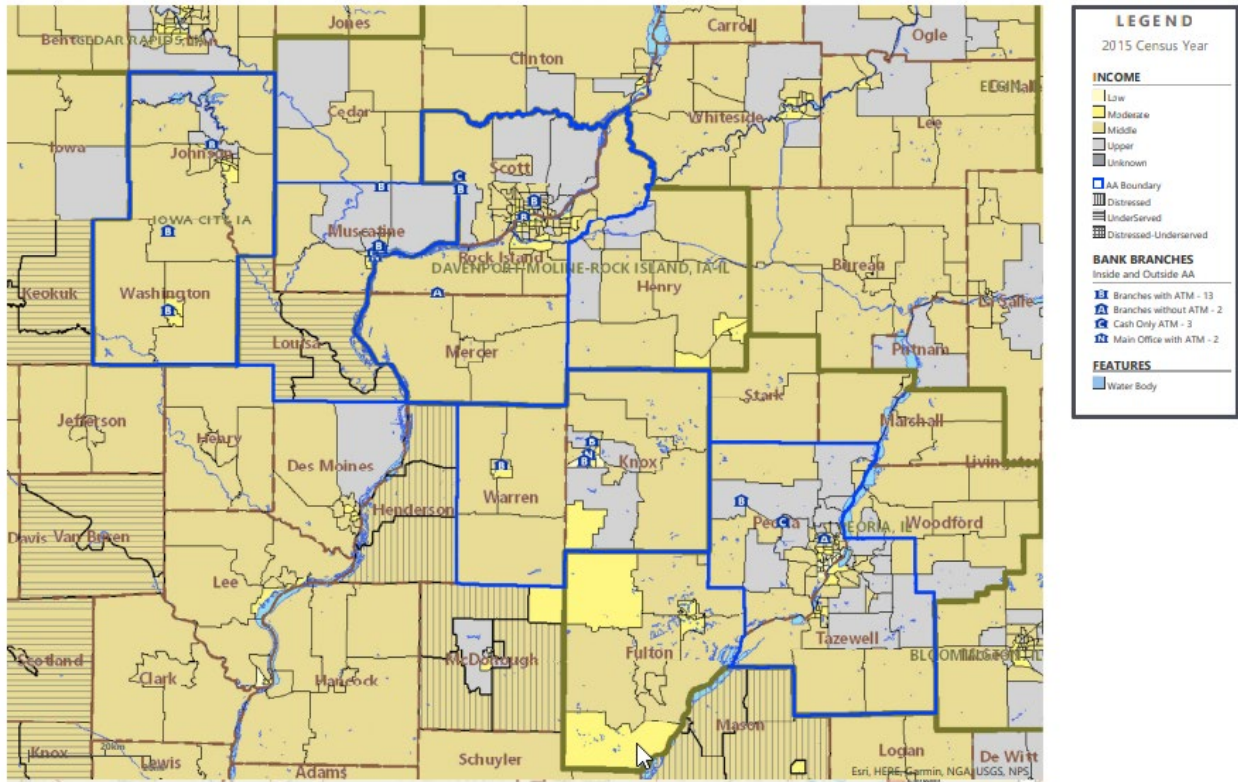 Jones
Carroll
Ogle
CEDAR RAPIDS, IA
Clinton
Cedar
Whiteside
Lee
Iowa
Johnson
Scott
IOWA CITY, IA
Muscatine
Rock Island
DAVENPORT-MOLINE-ROCK ISLAND, IA-IL
Bureau
Keokuk
Washington
Henry
La Salle
Louisa
Mercer
Putnam
Stark
Jefferson
Henry
Marshall
Des Moines
Knox
Livingston
Warren
Henderson
Peoria
PEORIA, IL
Woodford
Davis
Van Buren
Lee
Tazewell
Fulton
Scotland
McDonough
Clark
Hancock
Mason
Knox
20km
Lewis
Adams
Schuyler
Logan
De Witt
Esri, HERE, Garmin, NGA, USGS, NPS
LEGEND
2015 Census Year
INCOME
Low
Moderate
Middle
Upper
Unknown
AA Boundary
Distressed
UnderServed
Distressed-Underserved
BANK BRANCHES
Inside and Outside AA
B Branches with ATM - 13
A Branches without ATM - 2
C Cash Only ATM - 3
N Main Office with ATM - 2
FEATURES
Water Body